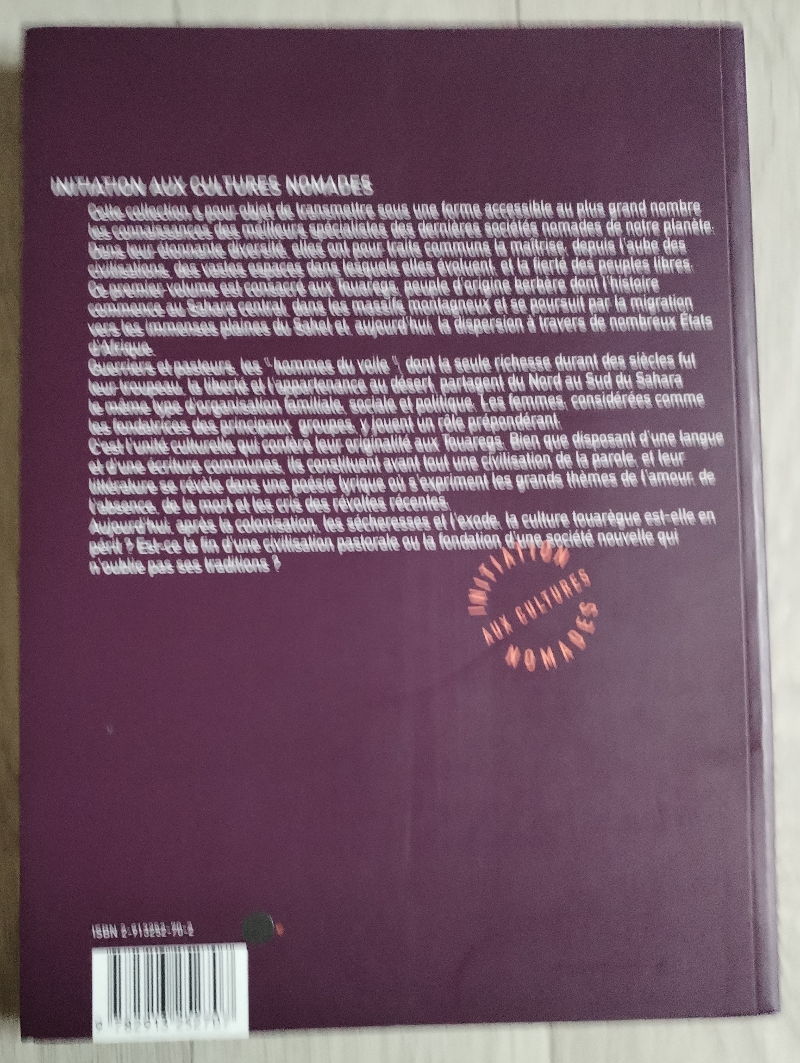 INITIATION AUX CULTURES NOMADES
Cette collection a pour objet de transmettre sous une forme accessible au plus grand nombre
les connaissances des meilleurs spécialistes des dernières sociétés nomades de notre planète.
Dans leur étonnante diversité, elles ont pour traits communs la maîtrise, depuis l'aube des
civilisations, des vastes espaces dans lesquels elles évoluent, et la fierté des peuples libres.
Ce premier volume est consacré aux Touaregs, peuple d'origine berbère dont l'histoire
commence au Sahara central, dans les massifs montagneux et se poursuit par la migration
vers les immenses plaines du Sahel et, aujourd'hui, la dispersion à travers de nombreux États
d'Afrique.
Guerriers et pasteurs, les " hommes du voile ", dont la seule richesse durant des siècles fut
leur troupeau, la liberté et l'appartenance au désert, partagent du Nord au Sud du Sahara
le même type d'organisation familiale, sociale et politique. Les femmes, considérées comme
les fondatrices des principaux groupes, y jouent un rôle prépondérant.
C'est l'unité culturelle qui confère leur originalité aux Touaregs. Bien que disposant d'une langue
et d'une écriture communes, ils constituent avant tout une civilisation de la parole, et leur
littérature se révèle dans une poésie lyrique où s'expriment les grands thèmes de l'amour, de
l'absence, de la mort et les cris des révoltes récentes.
Aujourd'hui, après la colonisation, les sécheresses et l'exode, la culture touarègue est-elle en
péril ? Est-ce la fin d'une civilisation pastorale ou la fondation d'une société nouvelle qui
n'oublie pas ses traditions ?
INITIATION
AUX CULTURES
NOMADES
ISBN 2-913252-70-2